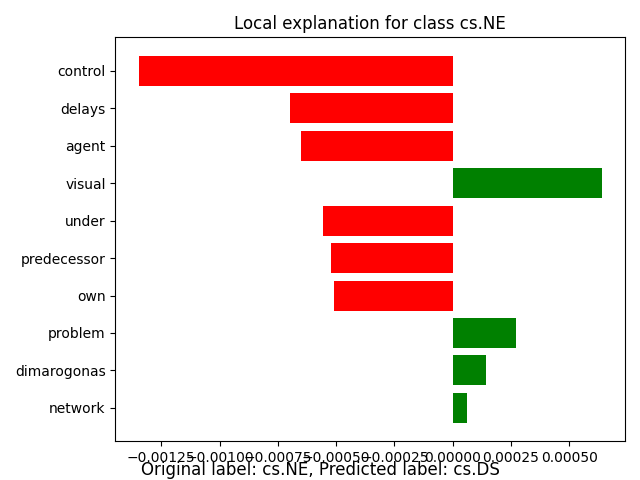 Local explanation for class cs.NE
control
delays
agent
visual
under
predecessor
own
problem
dimarogonas
network
−0.00125 −0.00100 −0.00075 −0.00050 −0.00025 0.00000 0.00025 0.00050
Original label: cs.NE, Predicted label: cs.DS